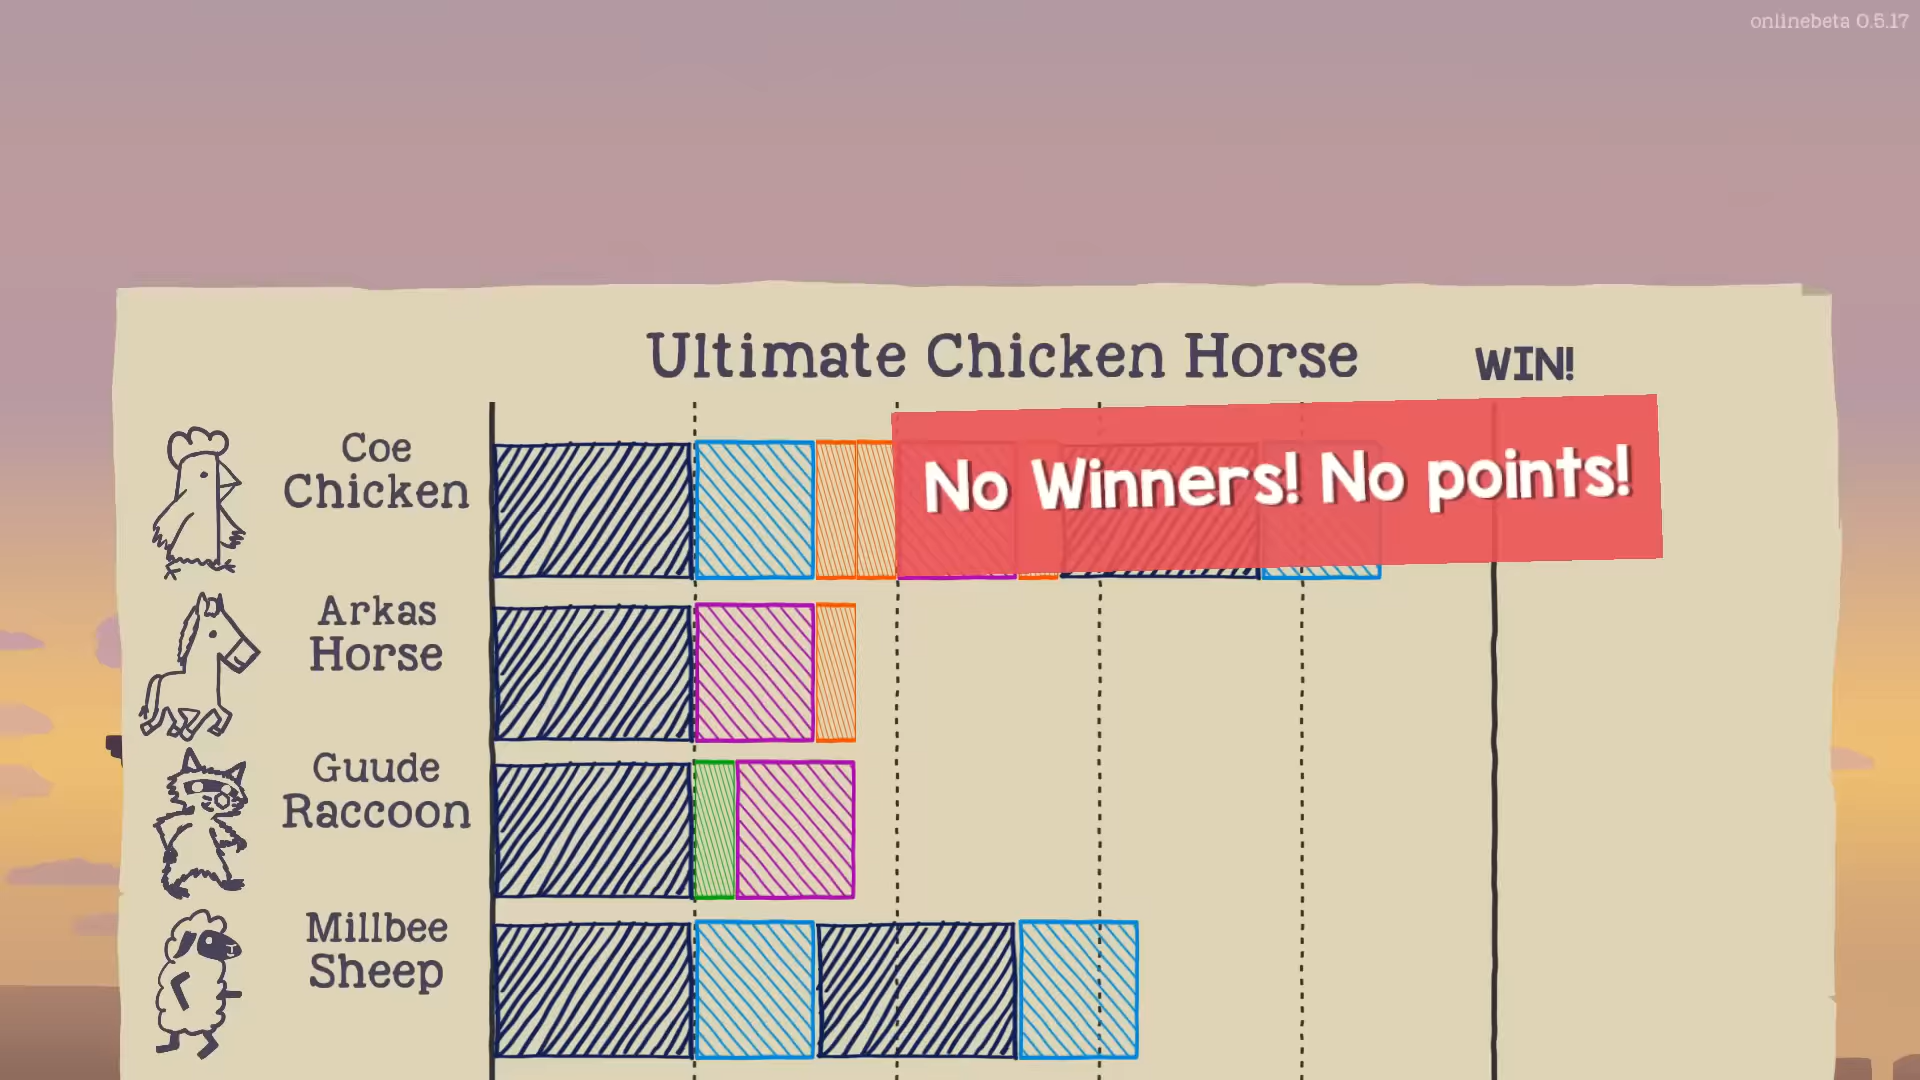 onlinebeta 0.5.17
Ultimate Chicken Horse
WIN!
Coe
Chicken
No Winners! No points!
Arkas
Horse
Guude
Raccoon
Millbee
Sheep